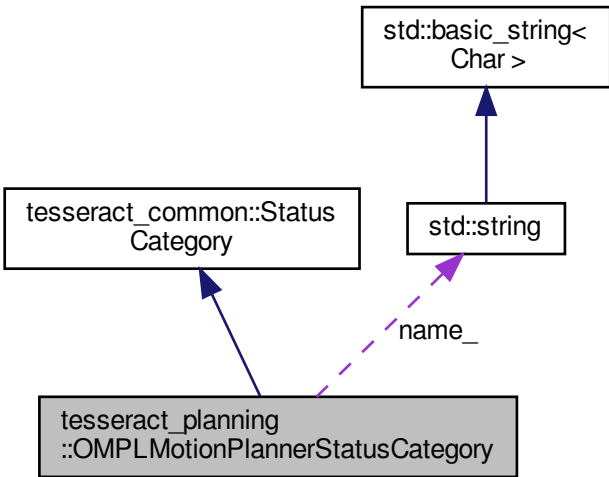 std::basic_string<
Char >
tesseract_common::Status
Category
std::string
name_
tesseract_planning
::OMPLMotionPlannerStatusCategory